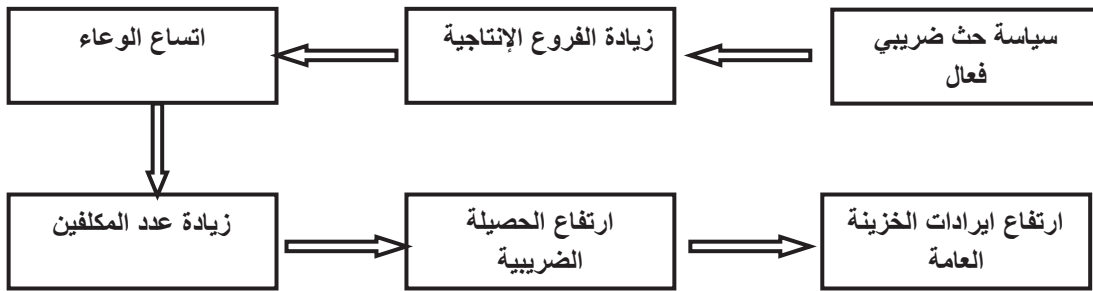 سياسة حث ضريبي
فعال
زيادة الفروع الإنتاجية
اتساع الوعاء
زيادة عدد المكلفين
ارتفاع الحصيلة
الضريبية
ارتفاع ايرادات الخزينة
العامة